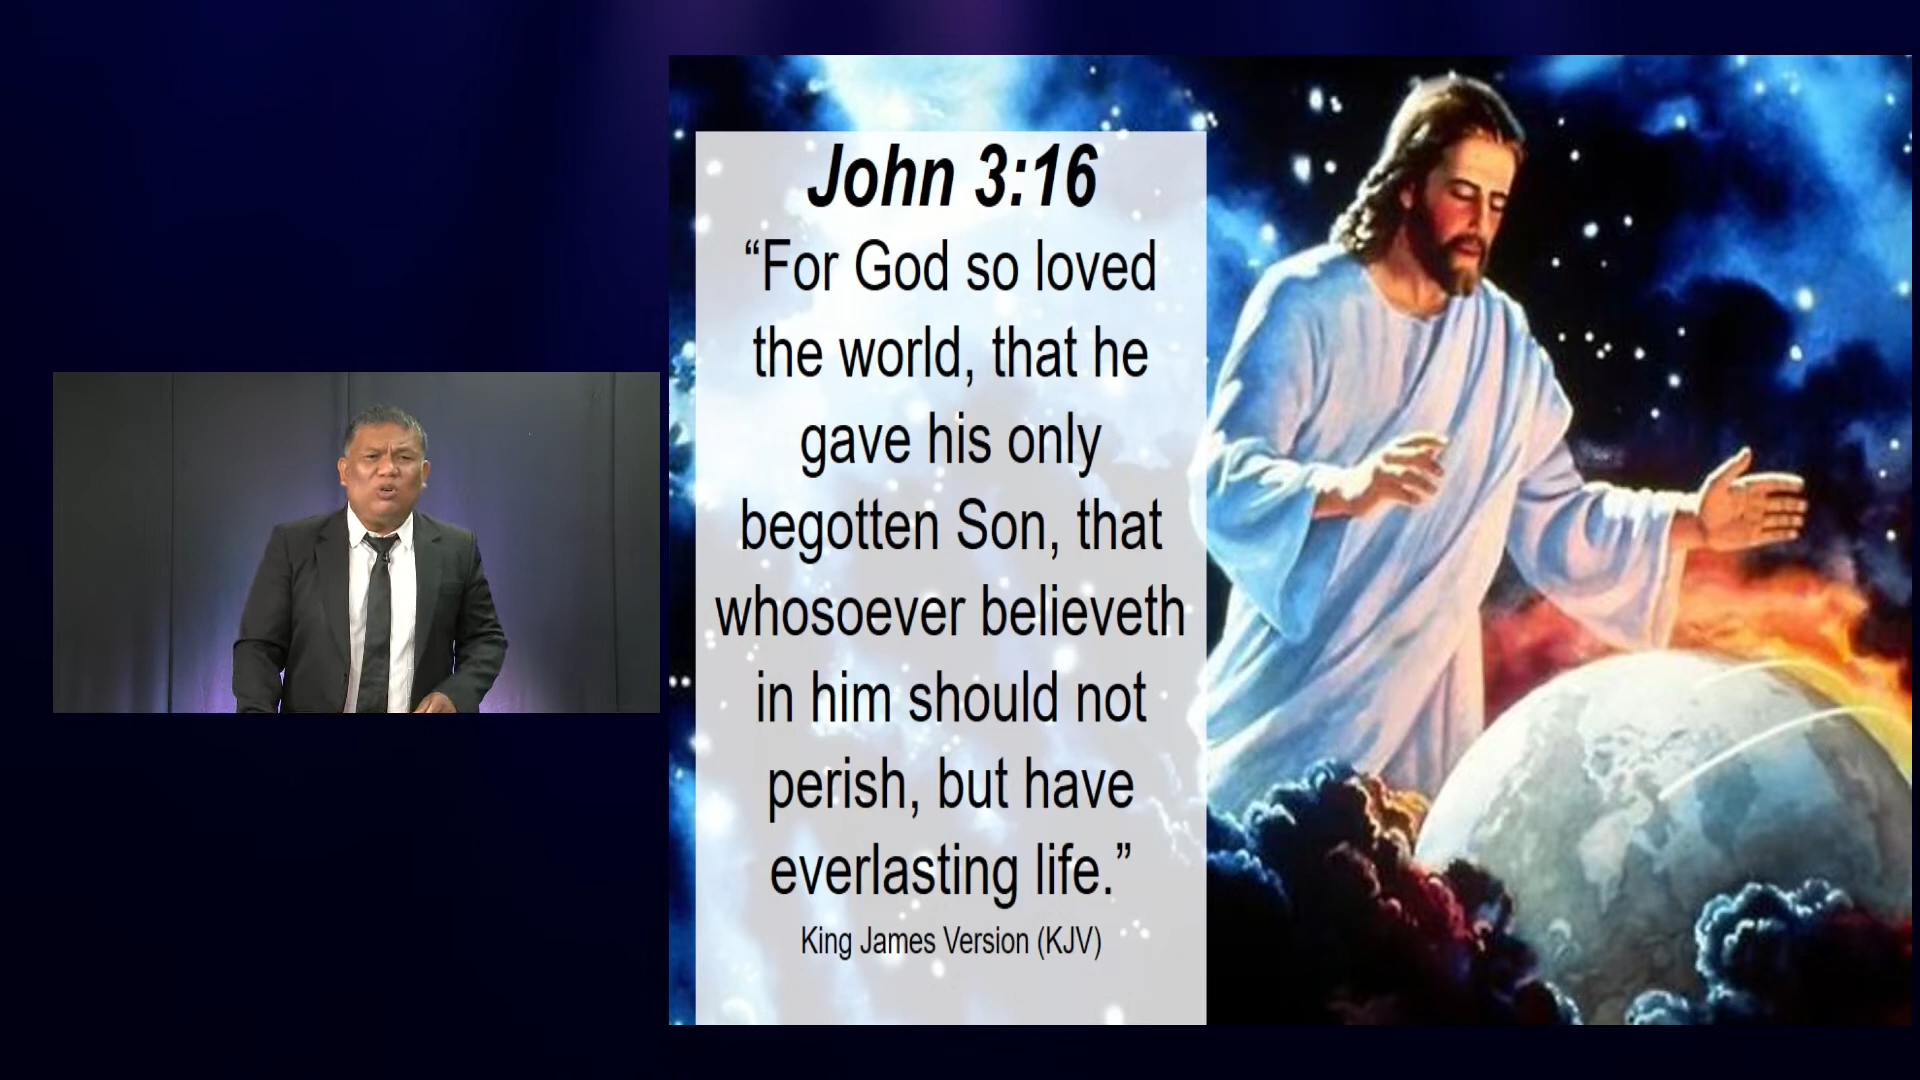 John 3:16
“For God so loved
the world, that he
gave his only
begotten Son, that
whosoever believeth
in him should not
perish, but have
everlasting life.”
King James Version (KJV)